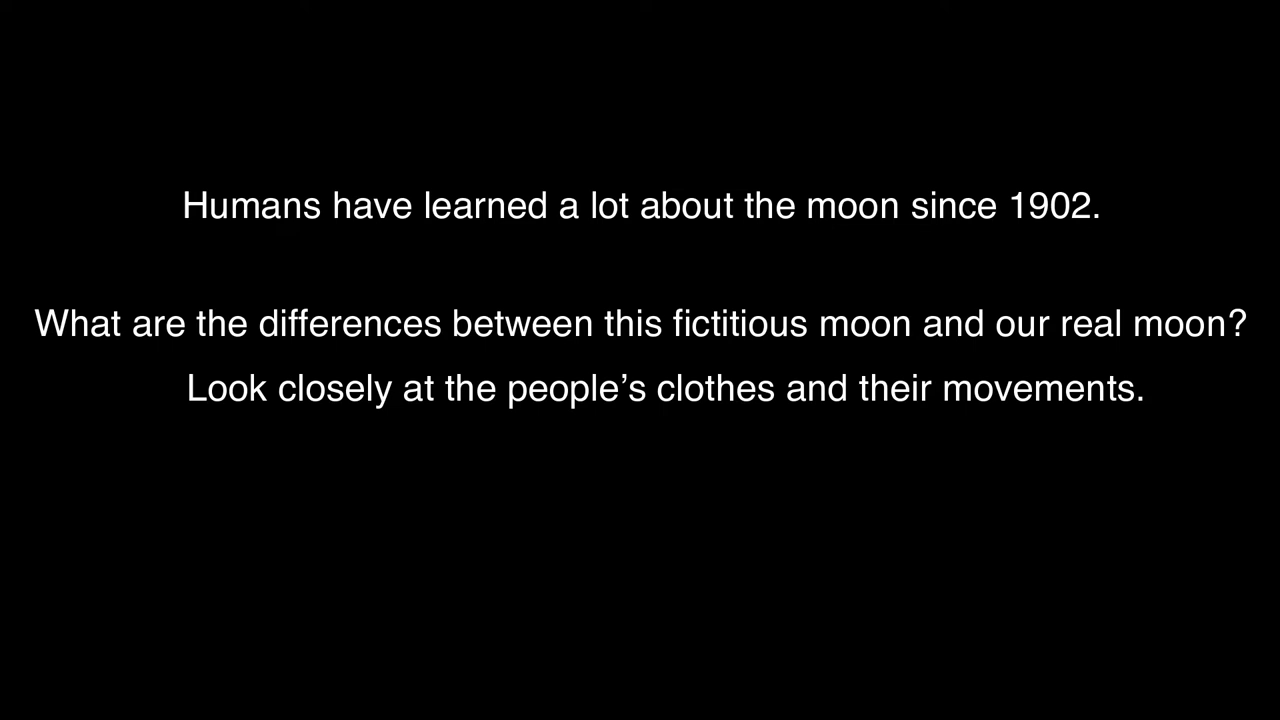 Humans have learned a lot about the moon since 1902.
What are the differences between this fictitious moon and our real moon?
Look closely at the people’s clothes and their movements.